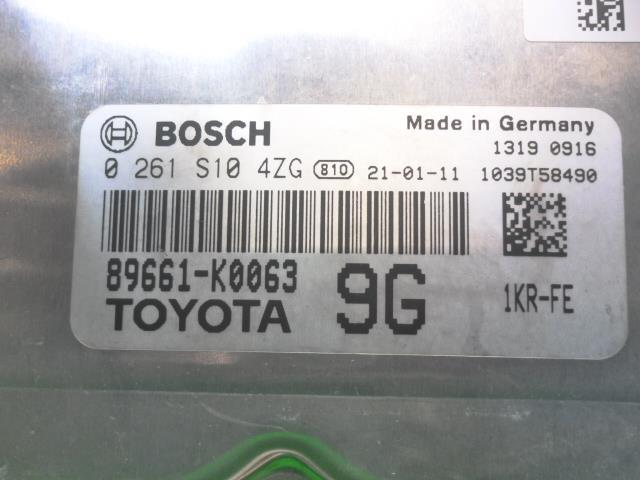 BOSCH
Made in Germany
1319 0916
0 261 S10 4ZG 810 21-01-11 1039T58490
89661-K0063
TOYOTA
9G
1KR-FE